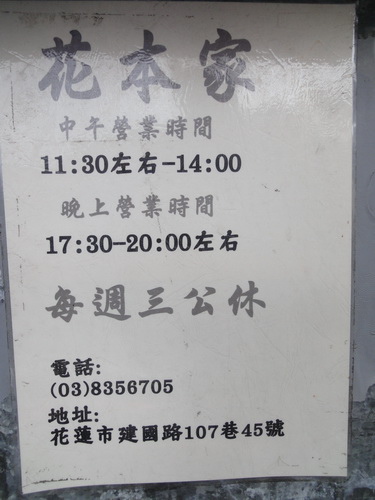 花本家
中午營業時間
11:30左右-14:00
晚上營業時間
17:30-20:00左右
每週三公休
電話:
(03)8356705
地址:
花蓮市建國路107巷45號